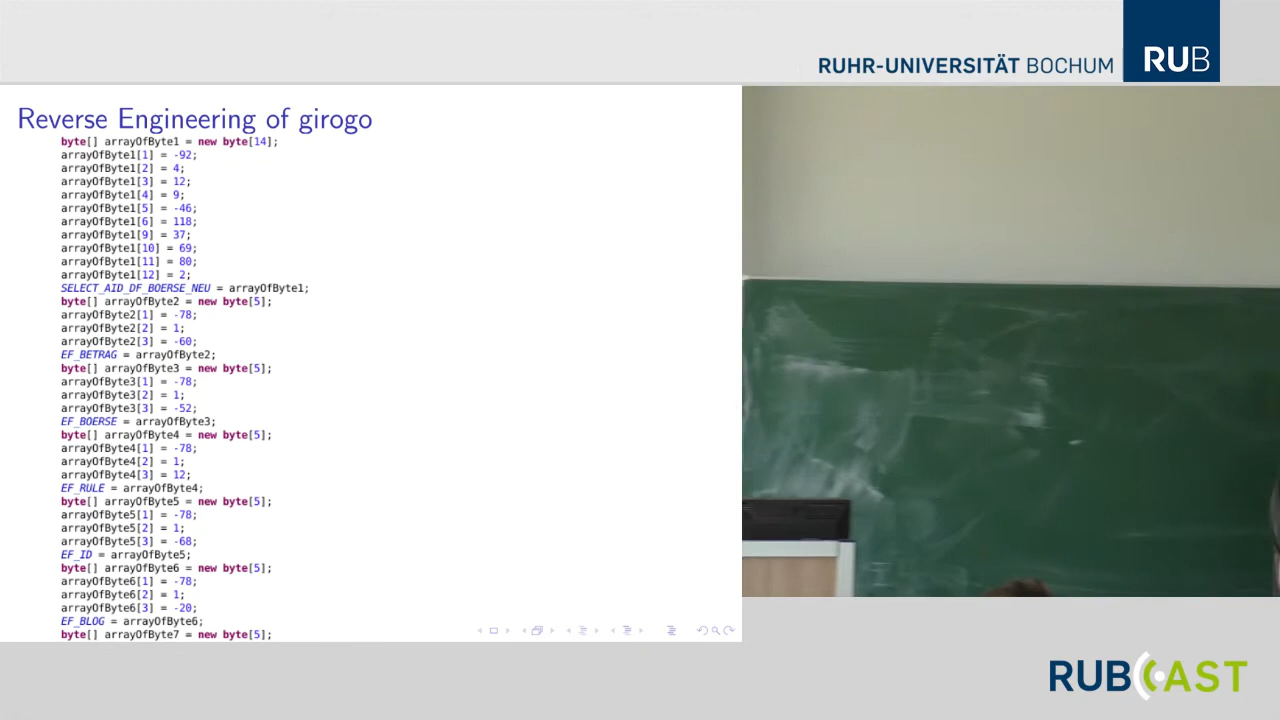 RUHR-UNIVERSITÄT BOCHUM
RUB
Reverse Engineering of girogo
byte[] arrayOfByte1 = new byte[14];
arrayOfByte1[1] = -92;
arrayOfByte1[2] = 4;
arrayOfByte1[3] = 12;
arrayOfByte1[4] = 9;
arrayOfByte1[5] = -46;
arrayOfByte1[6] = 118;
arrayOfByte1[9] = 37;
arrayOfByte1[10] = 69;
arrayOfByte1[11] = 80;
arrayOfByte1[12] = 2;
SELECT_AID_DF_BOERSE_NEU = arrayOfByte1;
byte[] arrayOfByte2 = new byte[5];
arrayOfByte2[1] = -78;
arrayOfByte2[2] = 1;
arrayOfByte2[3] = -60;
EF_BETRAG = arrayOfByte2;
byte[] arrayOfByte3 = new byte[5];
arrayOfByte3[1] = -78;
arrayOfByte3[2] = 1;
arrayOfByte3[3] = -52;
EF_BOERSE = arrayOfByte3;
byte[] arrayOfByte4 = new byte[5];
arrayOfByte4[1] = -78;
arrayOfByte4[2] = 1;
arrayOfByte4[3] = 12;
EF_RULE = arrayOfByte4;
byte[] arrayOfByte5 = new byte[5];
arrayOfByte5[1] = -78;
arrayOfByte5[2] = 1;
arrayOfByte5[3] = -68;
EF_ID = arrayOfByte5;
byte[] arrayOfByte6 = new byte[5];
arrayOfByte6[1] = -78;
arrayOfByte6[2] = 1;
arrayOfByte6[3] = -20;
EF_BLOG = arrayOfByte6;
byte[] arrayOfByte7 = new byte[5];
RUBCAST